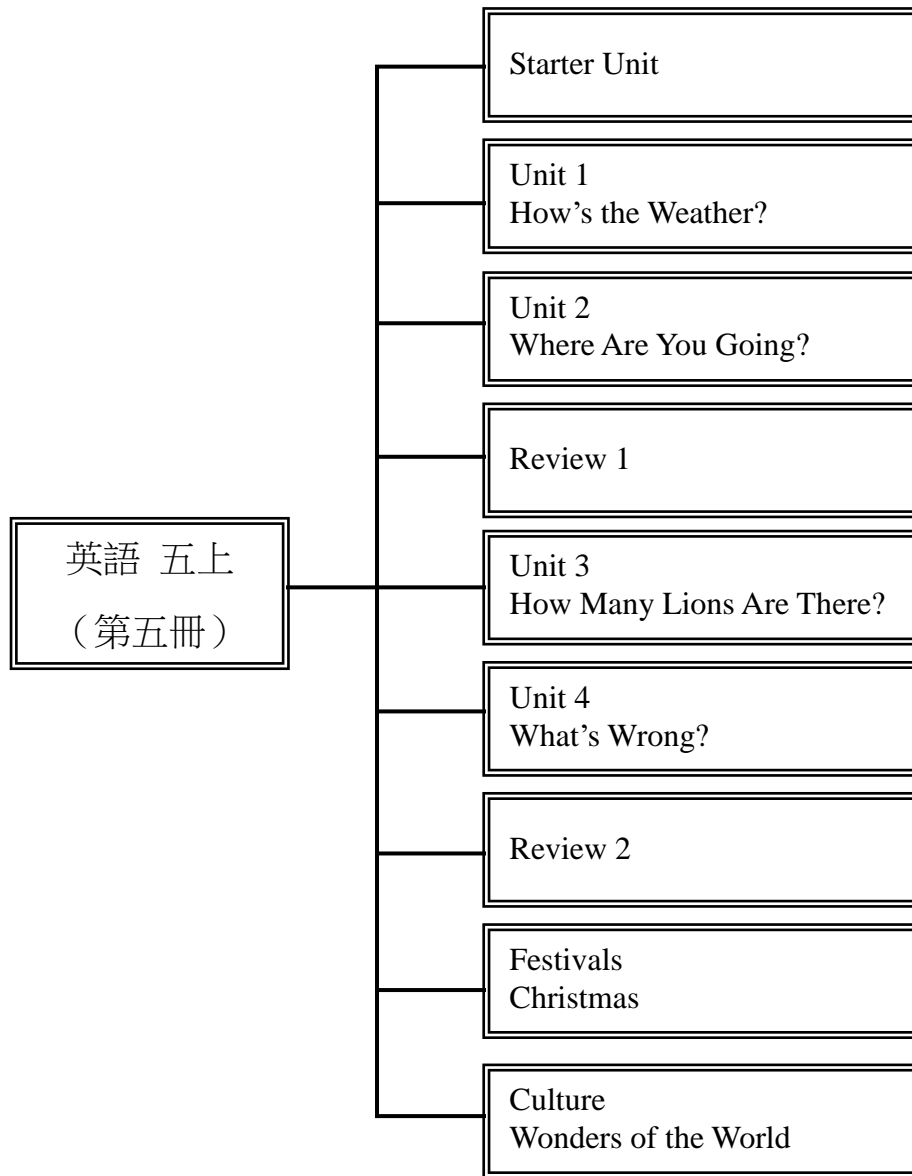 Starter Unit
Unit 1
How's the Weather?
Unit 2
Where Are You Going?
Review 1
英語 五上
（第五冊）
Unit 3
How Many Lions Are There?
Unit 4
What's Wrong?
Review 2
Festivals
Christmas
Culture
Wonders of the World